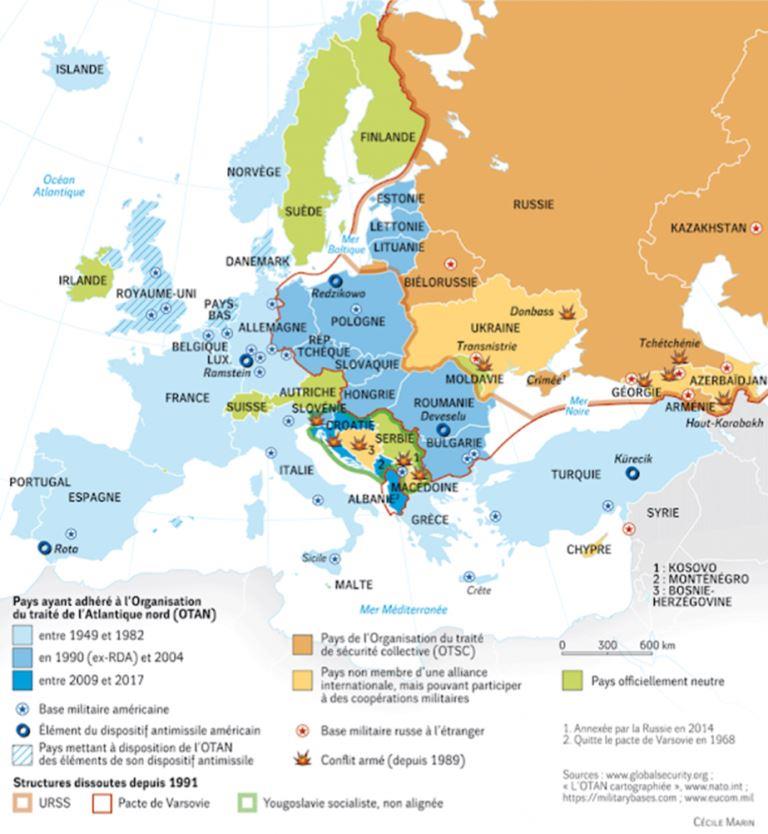 ISLANDE
FINLANDE
NORVÈGE
Océan
Atlantique
ESTONIE
RUSSIE
SUÈDE
LETTONIE
KAZAKHSTAN
Mer
Baltique
LITUANIE
DANEMARK
IRLANDE
ROYAUME-UNI
BIÉLORUSSIE
Redzikowo
PAYS-
BAS
POLOGNE
Donbass
ALLEMAGNE
UKRAINE
BELGIQUE
RÉP.
TCHÈQUE
Transnistrie
Tchétchénie
LUX.
Ramstein
SLOVAQUIE
MOLDAVIE
Crimée¹
AZERBAÏDJAN
FRANCE
AUTRICHE
HONGRIE
GÉORGIE
SUISSE
SLOVÉNIE
ROUMANIE
Mer
Noire
ARMÉNIE
CROATIE
Deveselu
Haut-Karabakh
SERBIE
3
BULGARIE
1
2
ITALIE
Kürecik
PORTUGAL
ESPAGNE
MACÉDOINE
TURQUIE
ALBANIE²
GRÈCE
SYRIE
Rota
CHYPRE
Sicile
1 : KOSOVO
2 : MONTÉNÉGRO
3 : BOSNIE-
HERZÉGOVINE
MALTE
Crète
Mer Méditerranée
Pays ayant adhéré à l'Organisation
du traité de l'Atlantique nord (OTAN)
entre 1949 et 1982
en 1990 (ex-RDA) et 2004
entre 2009 et 2017
Base militaire américaine
Élément du dispositif antimissile américain
Pays mettant à disposition de l'OTAN
des éléments de son dispositif antimissile
Pays de l'Organisation du traité
de sécurité collective (OTSC)
Pays non membre d'une alliance
internationale, mais pouvant participer
à des coopérations militaires
Base militaire russe à l'étranger
Conflit armé (depuis 1989)
0 300 600 km
Pays officiellement neutre
1. Annexée par la Russie en 2014
2. Quitte le pacte de Varsovie en 1968
Structures dissoutes depuis 1991
URSS
Pacte de Varsovie
Yougoslavie socialiste, non alignée
Sources : www.globalsecurity.org ;
« L'OTAN cartographiée », www.nato.int ;
https://militarybases.com ; www.eucom.mil
CÉCILE MARIN